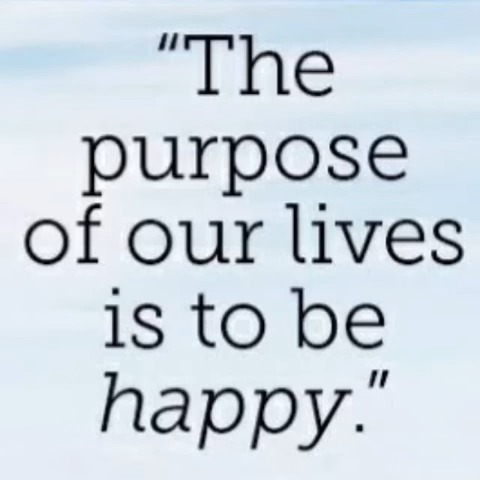 “The
purpose
of our lives
is to be
happy.”